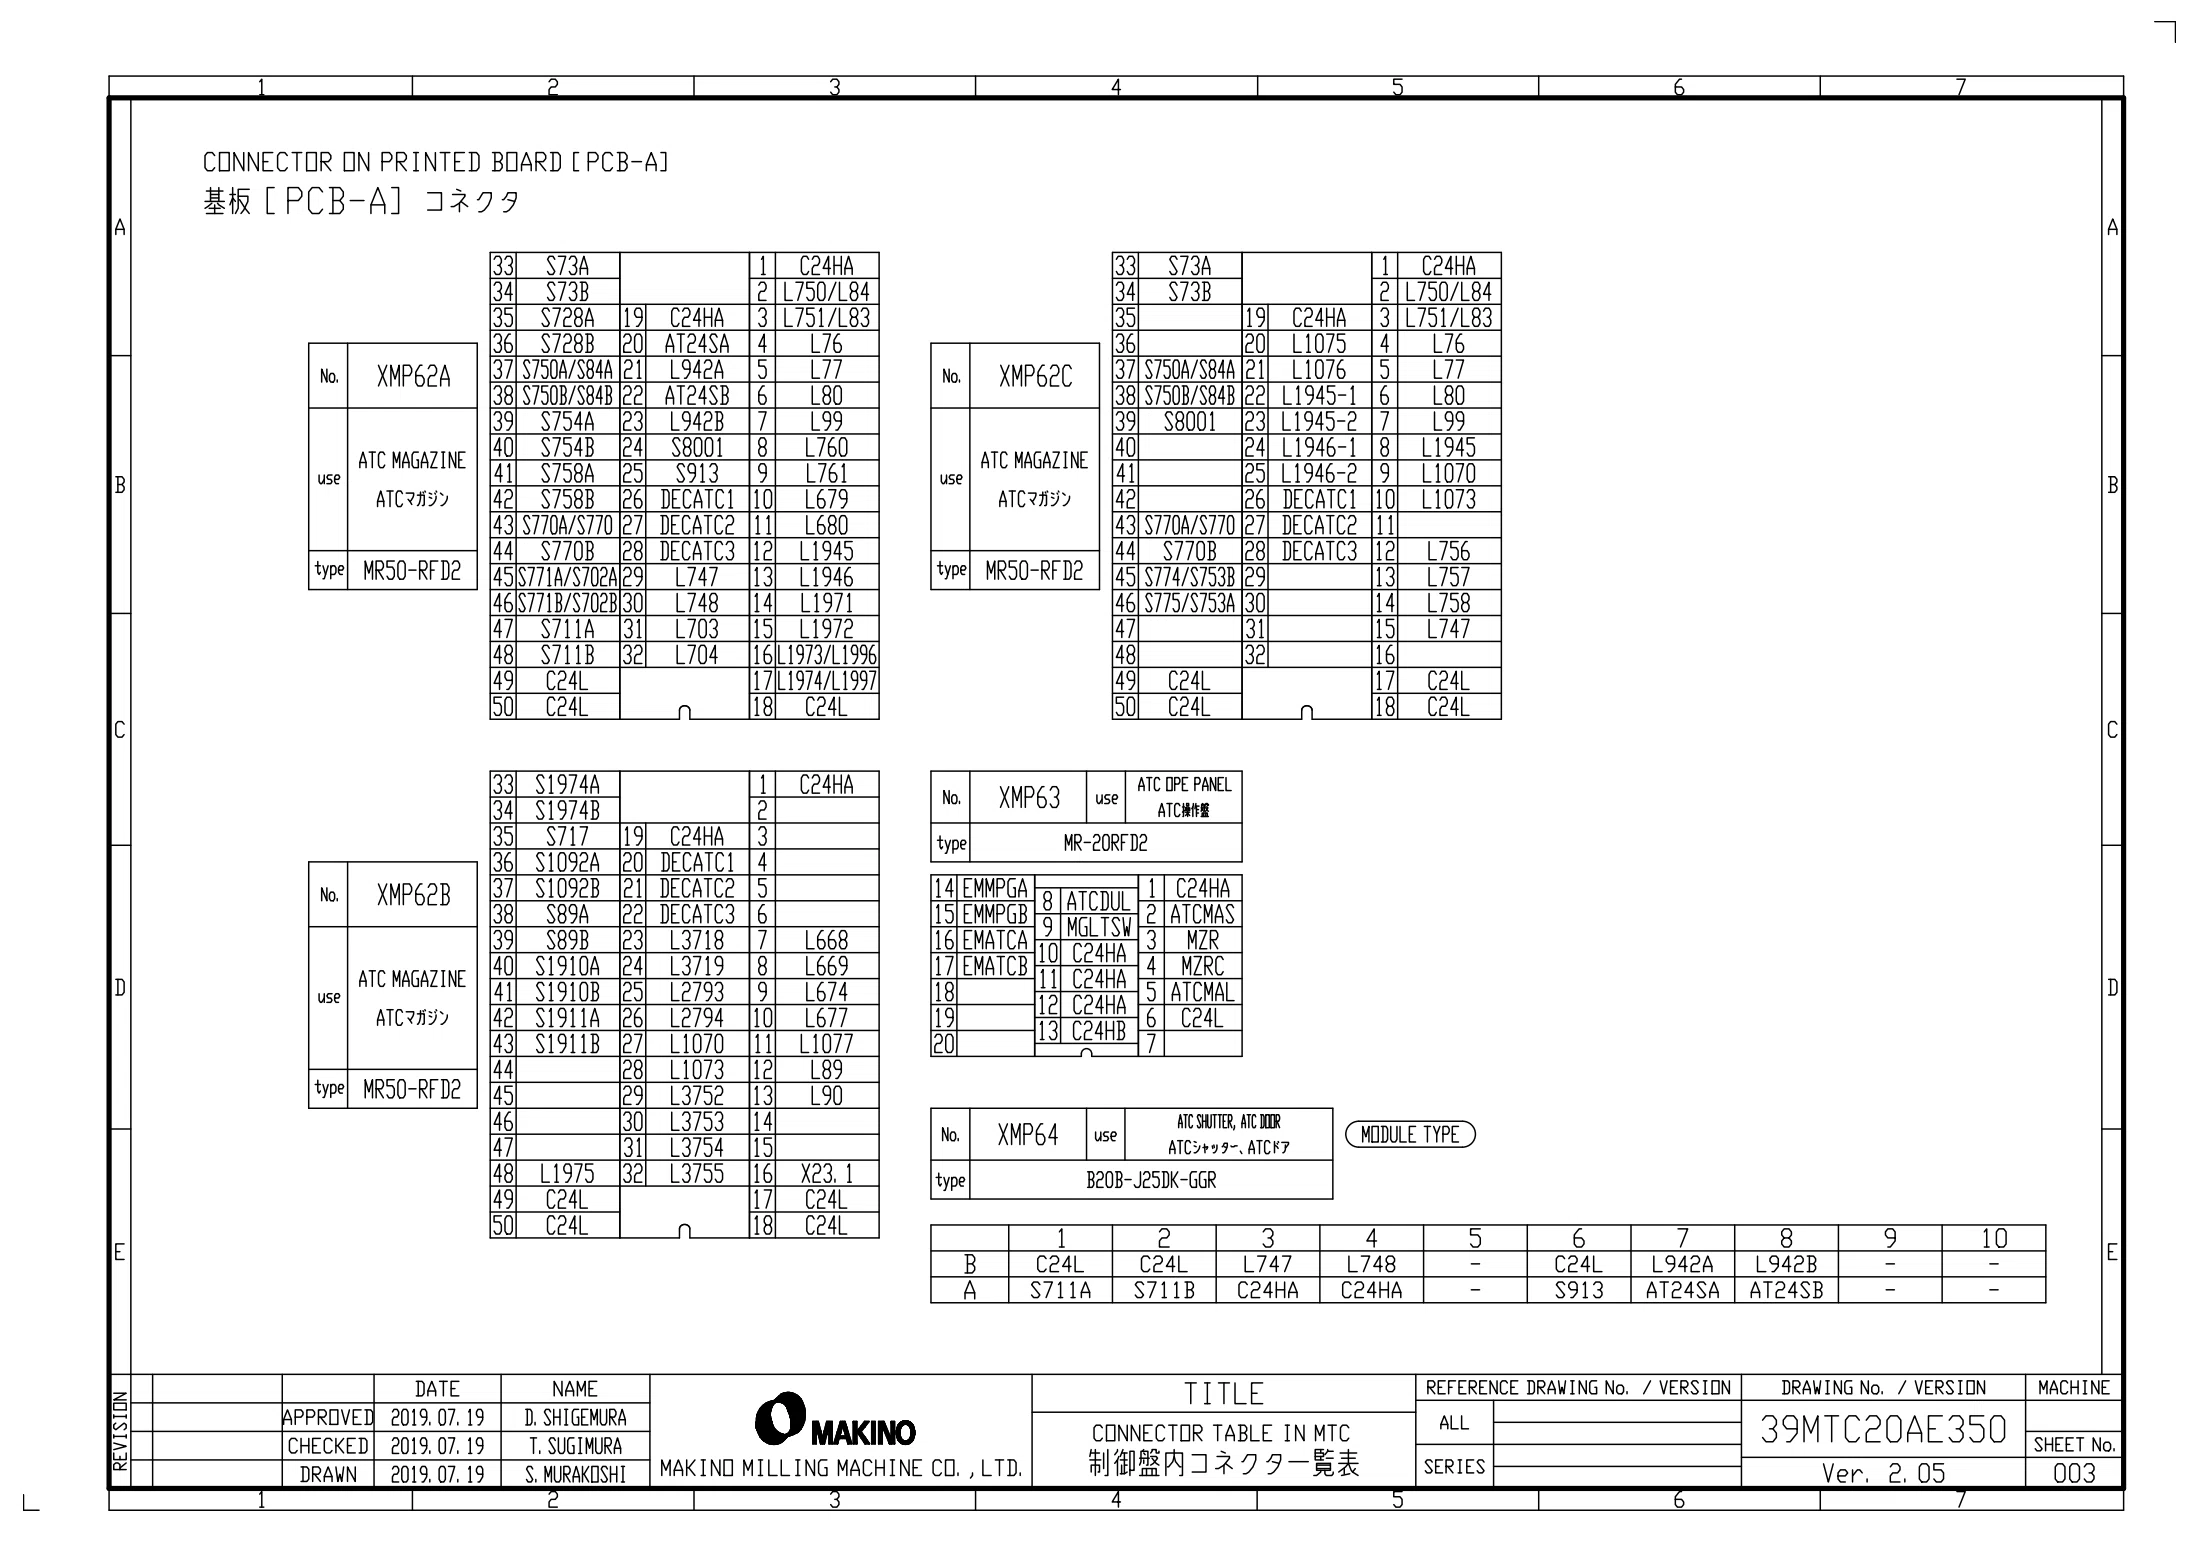 1 2 3 4 5 6 7
CONNECTOR ON PRINTED BOARD [PCB-A]
基板 [PCB-A] コネクタ
A
B
C
D
E
No. XMP62A
use ATC MAGAZINE
ATCマガジン
type MR50-RFD2
33 S73A 1 C24HA
34 S73B 2 L750/L84
35 S728A 19 C24HA 3 L751/L83
36 S728B 20 AT24SA 4 L76
37 S750A/S84A 21 L942A 5 L77
38 S750B/S84B 22 AT24SB 6 L80
39 S754A 23 L942B 7 L99
40 S754B 24 S8001 8 L760
41 S758A 25 S913 9 L761
42 S758B 26 DECATC1 10 L679
43 S770A/S770 27 DECATC2 11 L680
44 S770B 28 DECATC3 12 L1945
45 S771A/S702A 29 L747 13 L1946
46 S771B/S702B 30 L748 14 L1971
47 S711A 31 L703 15 L1972
48 S711B 32 L704 16 L1973/L1996
49 C24L 17 L1974/L1997
50 C24L 18 C24L
No. XMP62C
use ATC MAGAZINE
ATCマガジン
type MR50-RFD2
33 S73A 1 C24HA
34 S73B 2 L750/L84
35 19 C24HA 3 L751/L83
36 20 L1075 4 L76
37 S750A/S84A 21 L1076 5 L77
38 S750B/S84B 22 L1945-1 6 L80
39 S8001 23 L1945-2 7 L99
40 24 L1946-1 8 L1945
41 25 L1946-2 9 L1070
42 26 DECATC1 10 L1073
43 S770A/S770 27 DECATC2 11
44 S770B 28 DECATC3 12 L756
45 S774/S753B 29 13 L757
46 S775/S753A 30 14 L758
47 31 15 L747
48 32 16
49 C24L 17 C24L
50 C24L 18 C24L
No. XMP62B
use ATC MAGAZINE
ATCマガジン
type MR50-RFD2
33 S1974A 1 C24HA
34 S1974B 2
35 S717 19 C24HA 3
36 S1092A 20 DECATC1 4
37 S1092B 21 DECATC2 5
38 S89A 22 DECATC3 6
39 S89B 23 L3718 7 L668
40 S1910A 24 L3719 8 L669
41 S1910B 25 L2793 9 L674
42 S1911A 26 L2794 10 L677
43 S1911B 27 L1070 11 L1077
44 28 L1073 12 L89
45 29 L3752 13 L90
46 30 L3753 14
47 31 L3754 15
48 L1975 32 L3755 16 X23.1
49 C24L 17 C24L
50 C24L 18 C24L
No. XMP63 use ATC OPE PANEL
ATC操作盤
type MR-20RFD2
14 EMMPGA 8 ATCDUL 1 C24HA
15 EMMPGB 9 MGLTSW 2 ATCMAS
16 EMATCA 10 C24HA 3 MZR
17 EMATCB 11 C24HA 4 MZRC
18 12 C24HA 5 ATCMAL
19 13 C24HB 6 C24L
20 7
No. XMP64 use ATC SHUTTER, ATC DOOR
ATCシャッター、ATCドア
type B20B-J25DK-GGR
MODULE TYPE
1 2 3 4 5 6 7 8 9 10
B C24L C24L L747 L748 - C24L L942A L942B - -
A S711A S711B C24HA C24HA - S913 AT24SA AT24SB - -
A
B
C
D
E
REVISION
DATE NAME
APPROVED 2019.07.19 D. SHIGEMURA
CHECKED 2019.07.19 T. SUGIMURA
DRAWN 2019.07.19 S. MURAKOSHI
MAKINO
MAKINO MILLING MACHINE CO., LTD.
TITLE
CONNECTOR TABLE IN MTC
制御盤内コネクタ一覧表
REFERENCE DRAWING No. / VERSION
ALL
SERIES
DRAWING No. / VERSION
39MTC20AE350
Ver. 2.05
MACHINE
SHEET No.
003
1 2 3 4 5 6 7